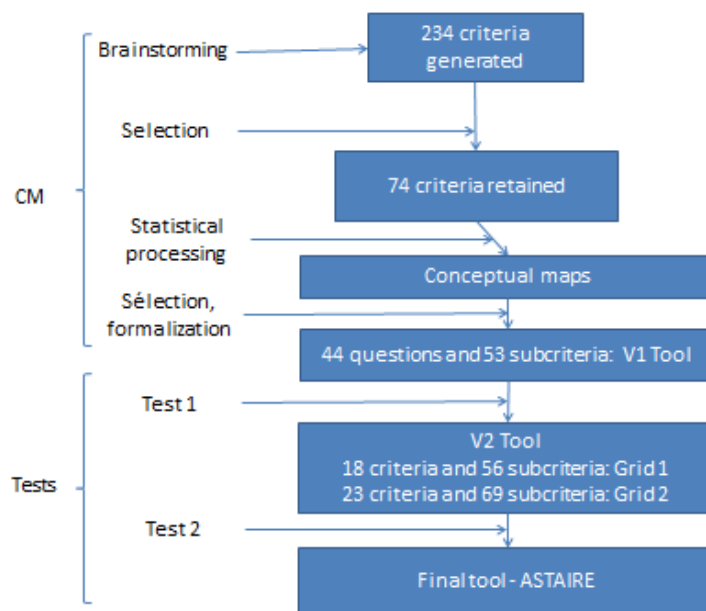 Brainstorming
234 criteria
generated
Selection
74 criteria retained
CM
Statistical
processing
Conceptual maps
Sélection,
formalization
44 questions and 53 subcriteria: V1 Tool
Test 1
V2 Tool
18 criteria and 56 subcriteria: Grid 1
23 criteria and 69 subcriteria: Grid 2
Tests
Test 2
Final tool - ASTAIRE